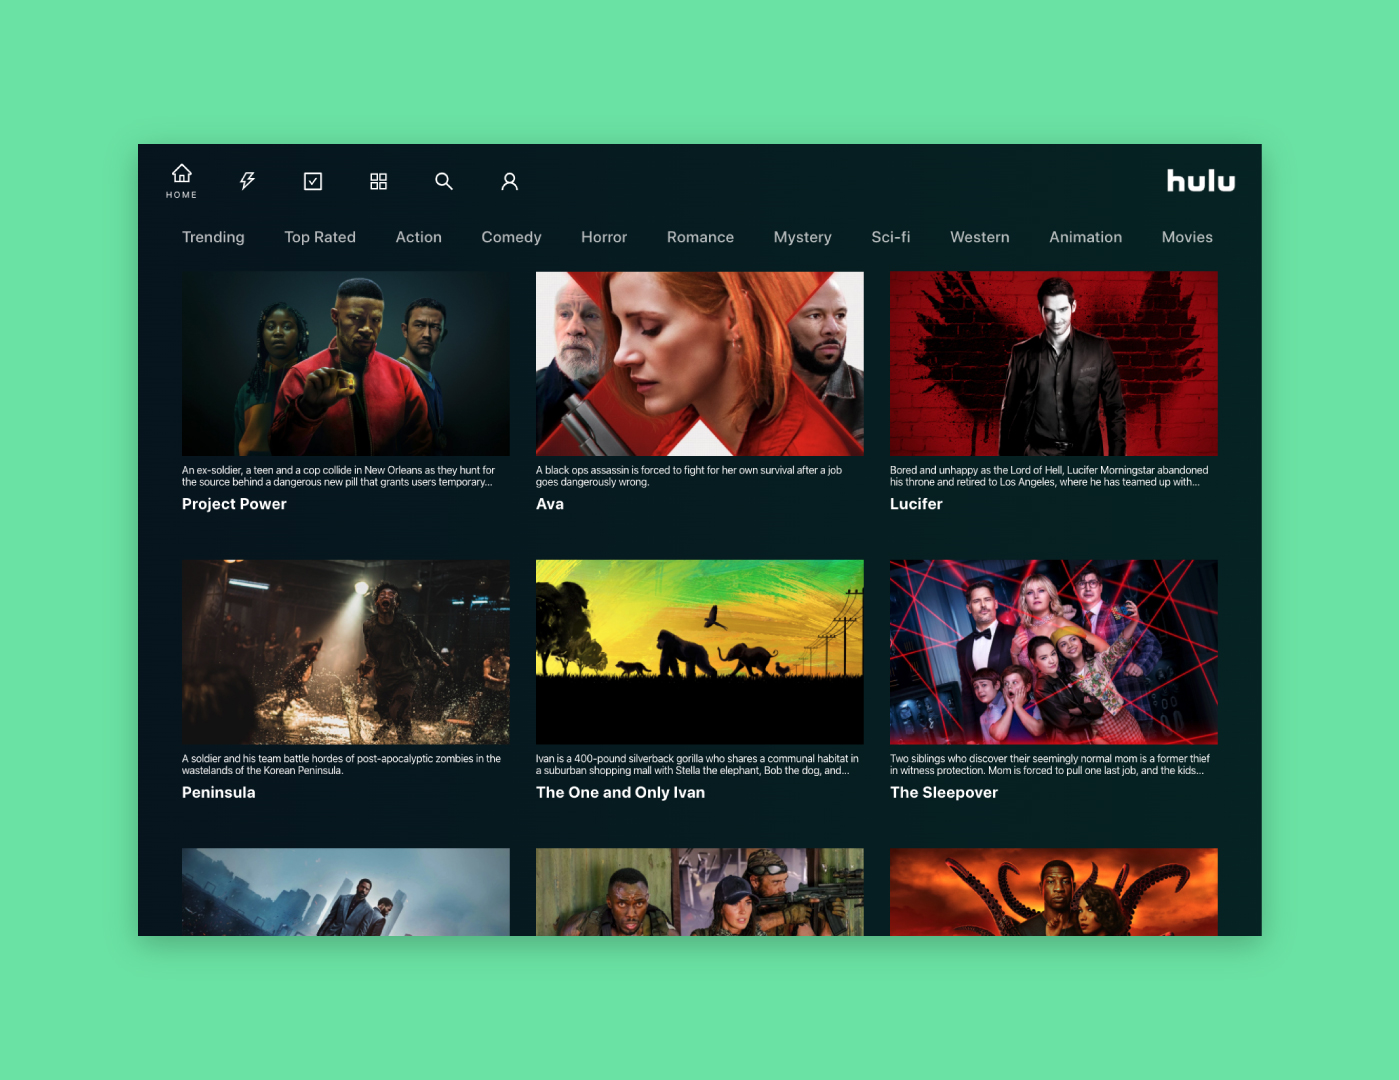 HOME
hulu
Trending Top Rated Action Comedy Horror Romance Mystery Sci-fi Western Animation Movies
An ex-soldier, a teen and a cop collide in New Orleans as they hunt for
the source behind a dangerous new pill that grants users temporary...
Project Power
A black ops assassin is forced to fight for her own survival after a job
goes dangerously wrong.
Ava
Bored and unhappy as the Lord of Hell, Lucifer Morningstar abandoned
his throne and retired to Los Angeles, where he has teamed up with...
Lucifer
A soldier and his team battle hordes of post-apocalyptic zombies in the
wastelands of the Korean Peninsula.
Peninsula
Ivan is a 400-pound silverback gorilla who shares a communal habitat in
a suburban shopping mall with Stella the elephant, Bob the dog, and...
The One and Only Ivan
Two siblings who discover their seemingly normal mom is a former thief
in witness protection. Mom is forced to pull one last job, and the kids...
The Sleepover